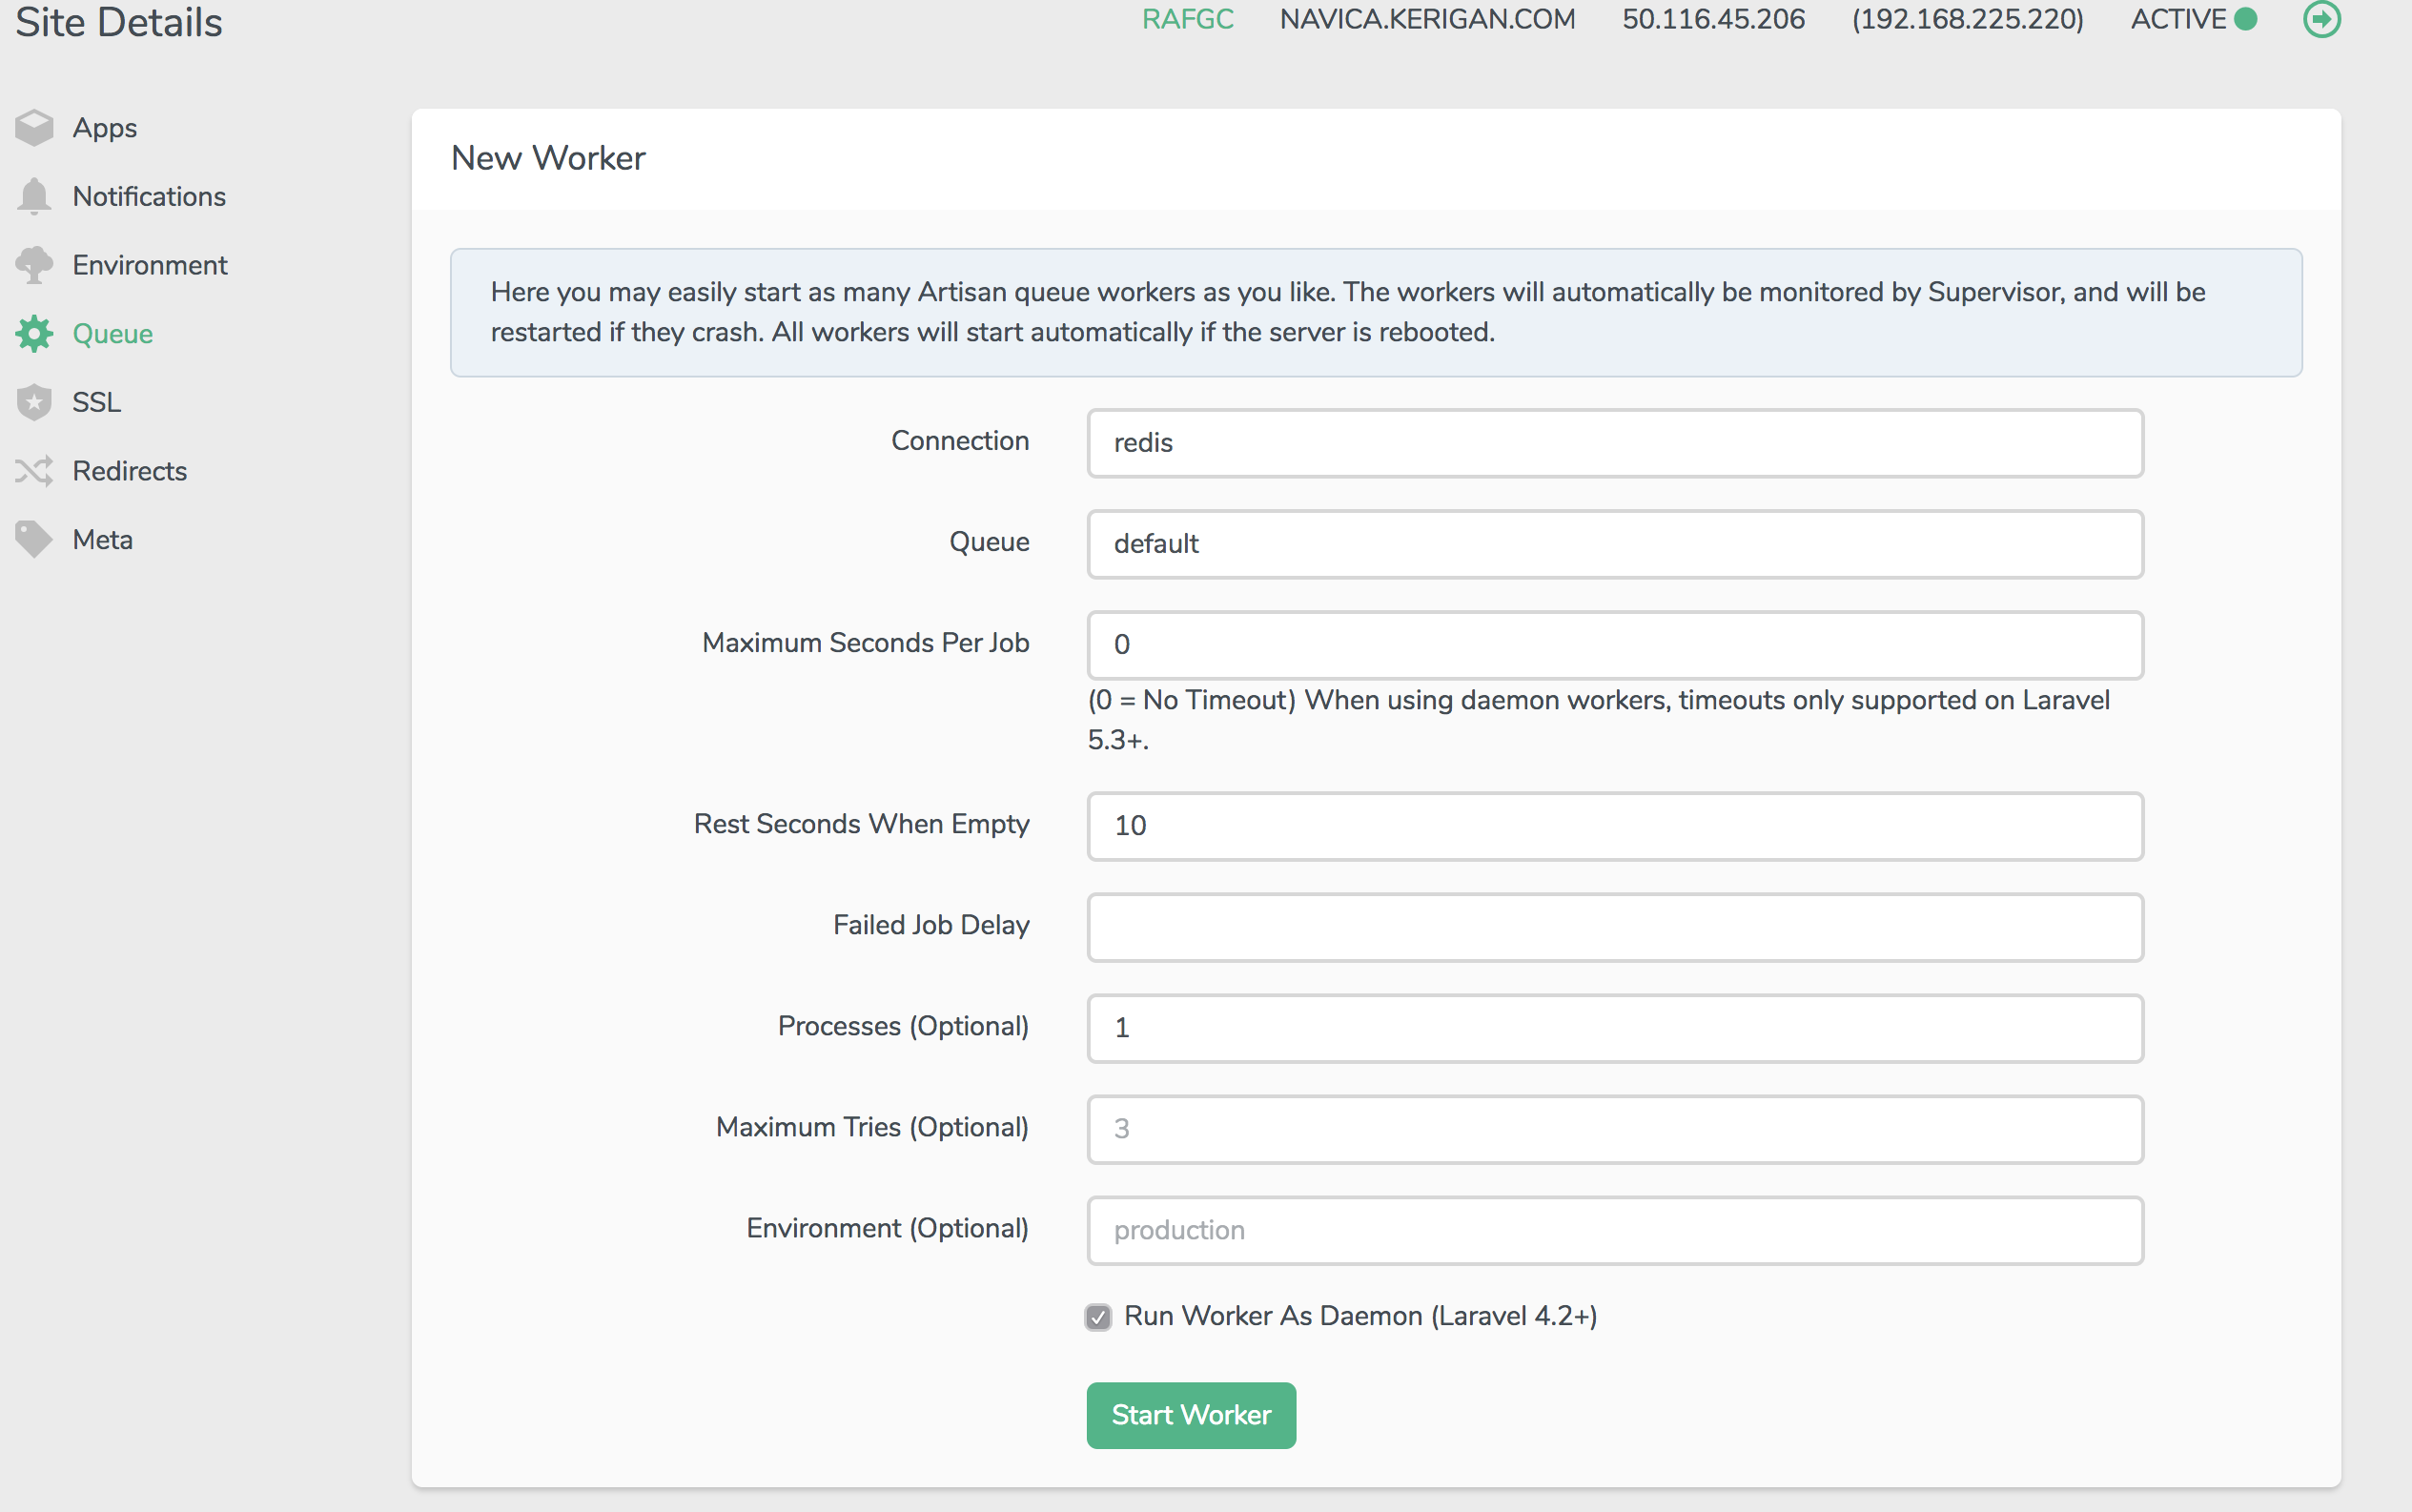 Site Details
RAFGC NAVICA.KERIGAN.COM 50.116.45.206 (192.168.225.220) ACTIVE
Apps
Notifications
Environment
Queue
SSL
Redirects
Meta
New Worker
Here you may easily start as many Artisan queue workers as you like. The workers will automatically be monitored by Supervisor, and will be
restarted if they crash. All workers will start automatically if the server is rebooted.
Connection redis
Queue default
Maximum Seconds Per Job 0
(0 = No Timeout) When using daemon workers, timeouts only supported on Laravel
5.3+.
Rest Seconds When Empty 10
Failed Job Delay
Processes (Optional) 1
Maximum Tries (Optional) 3
Environment (Optional) production
Run Worker As Daemon (Laravel 4.2+)
Start Worker